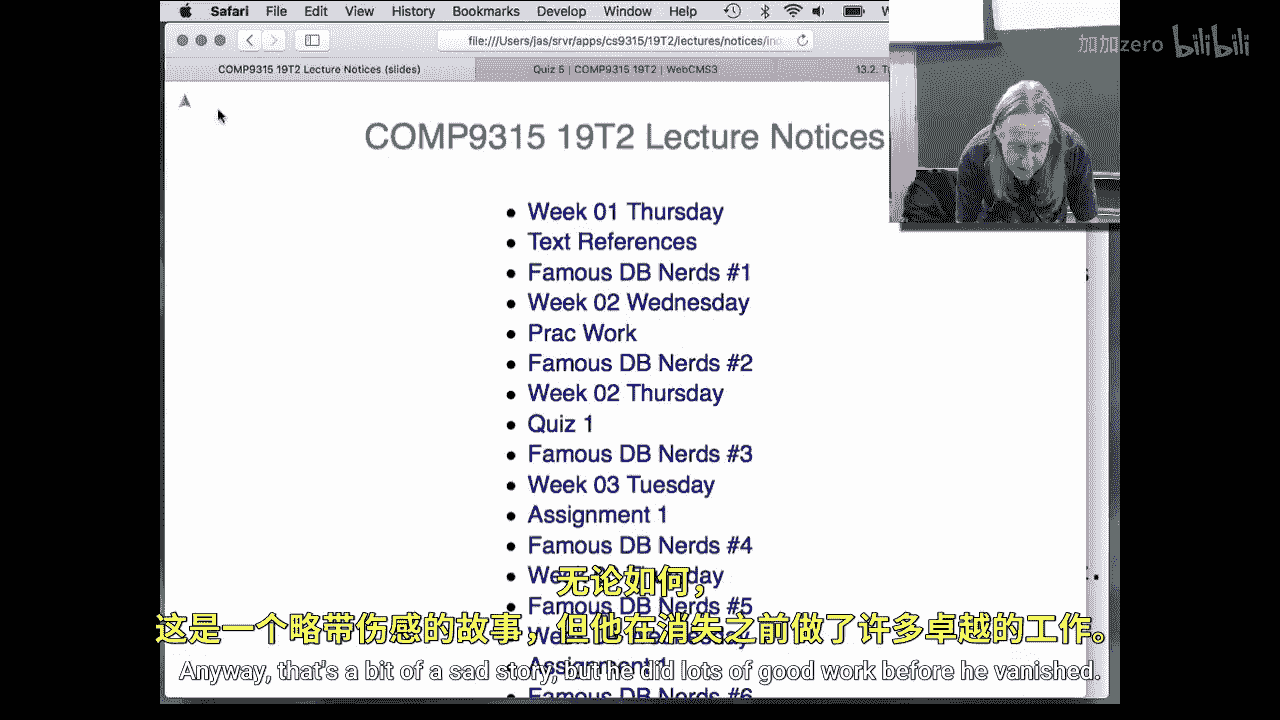 Safari File Edit View History Bookmarks Develop Window Help
加加zero bilibili
file:///Users/jas/srvr/apps/cs9315/19T2/lectures/notices/in
COMP9315 19T2 Lecture Notices (slides) Quiz 5 | COMP9315 19T2 | WebCMS3 13.2. T
COMP9315 19T2 Lecture Notices
Week 01 Thursday
Text References
Famous DB Nerds #1
Week 02 Wednesday
Prac Work
Famous DB Nerds #2
Week 02 Thursday
Quiz 1
Famous DB Nerds #3
Week 03 Tuesday
Assignment 1
Famous DB Nerds #4
Famous DB Nerds #5
Assignment 1
Famous DB Nerds #6
无论如何，
这是一个略带伤感的故事，但他在消失之前做了许多卓越的工作。
Anyway, that's a bit of a sad story, but he did lots of good work before he vanished.